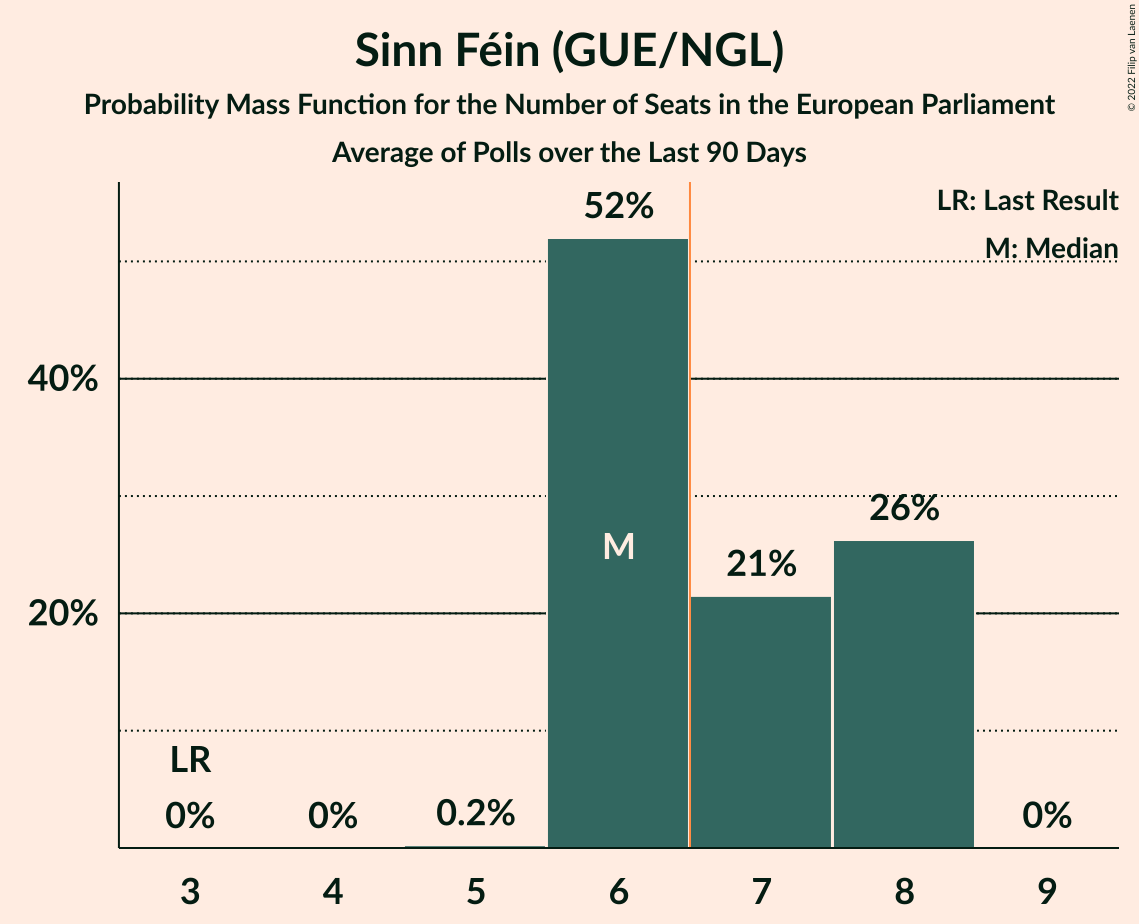 Sinn Féin (GUE/NGL)
Probability Mass Function for the Number of Seats in the European Parliament
Average of Polls over the Last 90 Days
© 2022 Filip van Laenen
LR: Last Result
M: Median
52%
40%
26%
M
21%
20%
LR
0%
0%
0.2%
0%
3
4
5
6
7
8
9